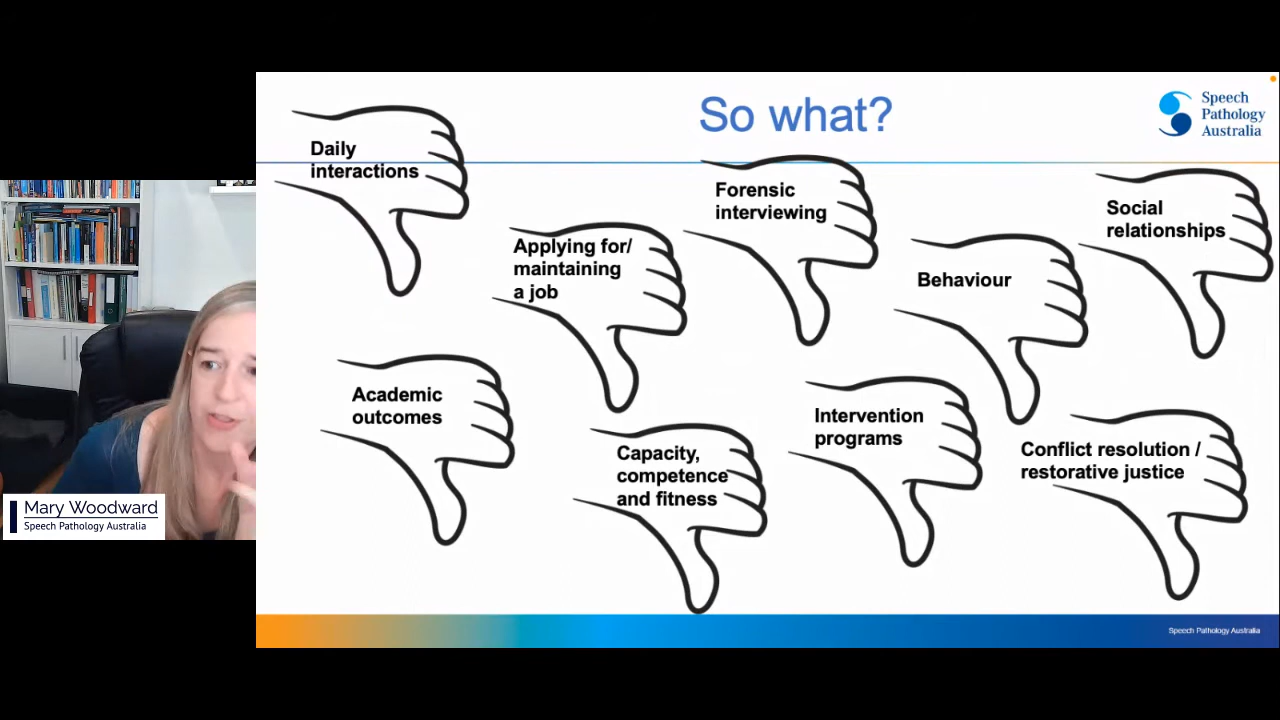 So what?
Speech
Pathology
Australia
Daily
interactions
Applying for/
maintaining
a job
Forensic
interviewing
Behaviour
Social
relationships
Academic
outcomes
Capacity,
competence
and fitness
Intervention
programs
Conflict resolution /
restorative justice
Mary Woodward
Speech Pathology Australia
Speech Pathology Australia